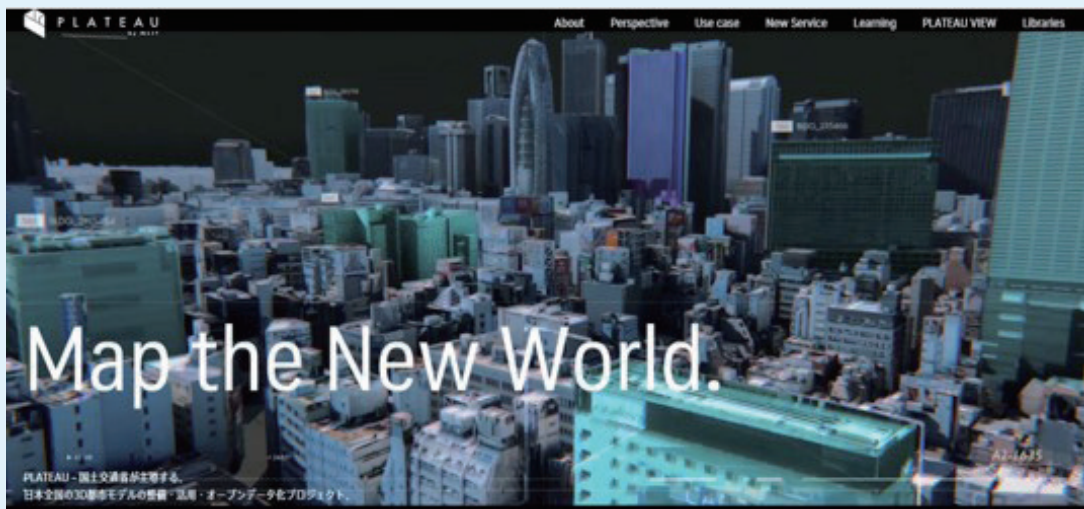 PLATEAU
by MLIT
About Perspective Use case New Service Learning PLATEAU VIEW Libraries
Map the New World.
PLATEAU - 国土交通省が主導する、
日本全国の3D都市モデルの整備・活用・オープンデータ化プロジェクト。